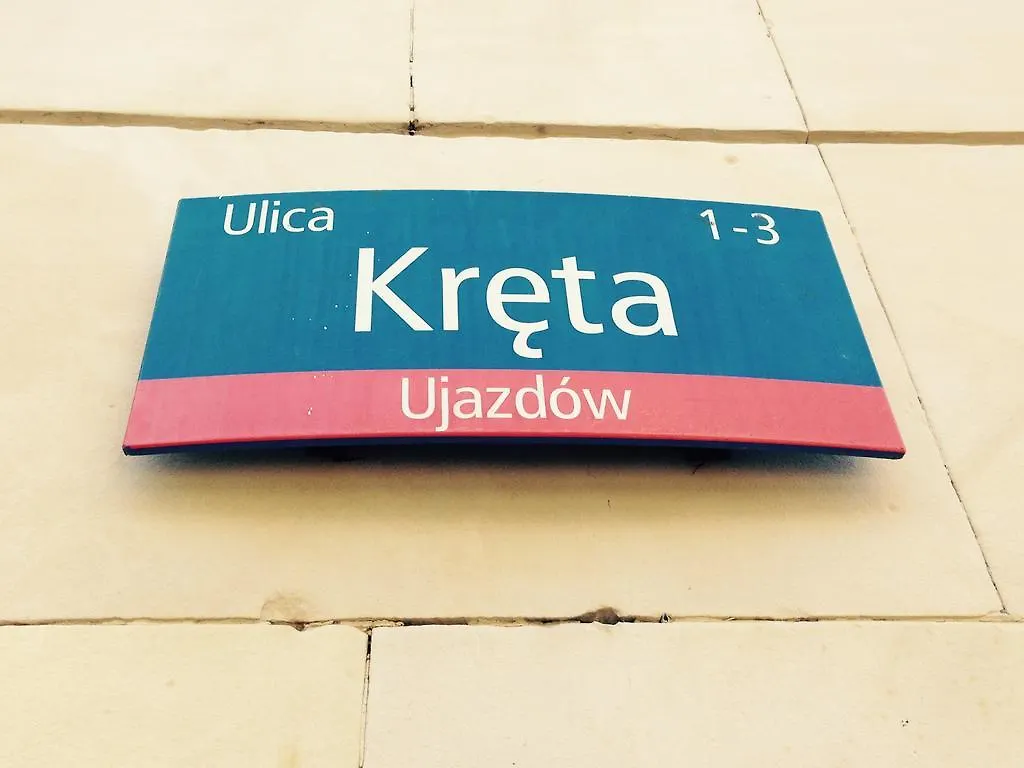 Ulica 1-3
Kręta
Ujazdów